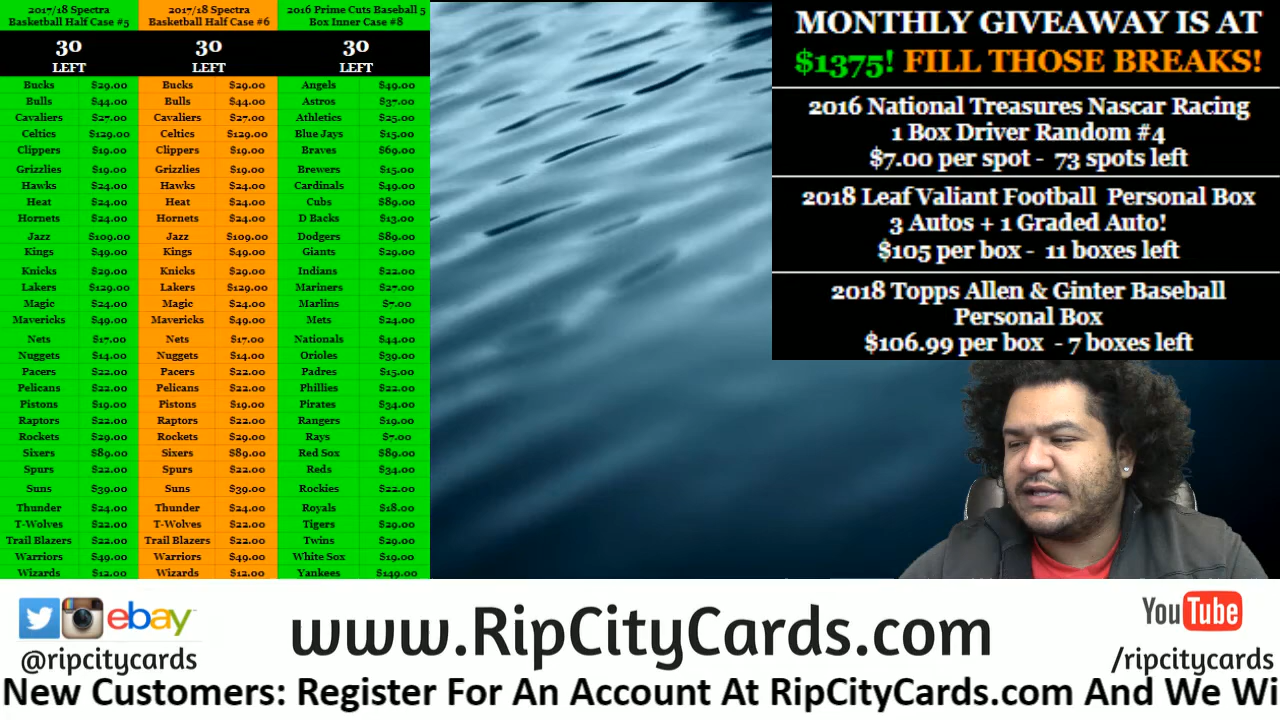 2017/18 Spectra
Basketball Half Case #5
30
LEFT
Bucks $29.00
Bulls $44.00
Cavaliers $27.00
Celtics $129.00
Clippers $19.00
Grizzlies $19.00
Hawks $24.00
Heat $24.00
Hornets $24.00
Jazz $109.00
Kings $49.00
Knicks $29.00
Lakers $129.00
Magic $24.00
Mavericks $49.00
Nets $17.00
Nuggets $14.00
Pacers $22.00
Pelicans $22.00
Pistons $19.00
Raptors $22.00
Rockets $29.00
Sixers $89.00
Spurs $22.00
Suns $39.00
Thunder $24.00
T-Wolves $22.00
Trail Blazers $22.00
Warriors $49.00
Wizards $12.00
2017/18 Spectra
Basketball Half Case #6
30
LEFT
Bucks $29.00
Bulls $44.00
Cavaliers $27.00
Celtics $129.00
Clippers $19.00
Grizzlies $19.00
Hawks $24.00
Heat $24.00
Hornets $24.00
Jazz $109.00
Kings $49.00
Knicks $29.00
Lakers $129.00
Magic $24.00
Mavericks $49.00
Nets $17.00
Nuggets $14.00
Pacers $22.00
Pelicans $22.00
Pistons $19.00
Raptors $22.00
Rockets $29.00
Sixers $89.00
Spurs $22.00
Suns $39.00
Thunder $24.00
T-Wolves $22.00
Trail Blazers $22.00
Warriors $49.00
Wizards $12.00
2016 Prime Cuts Baseball 5
Box Inner Case #8
30
LEFT
Angels $49.00
Astros $37.00
Athletics $25.00
Blue Jays $15.00
Braves $69.00
Brewers $15.00
Cardinals $49.00
Cubs $89.00
D Backs $13.00
Dodgers $89.00
Giants $29.00
Indians $22.00
Mariners $27.00
Marlins $7.00
Mets $24.00
Nationals $44.00
Orioles $39.00
Padres $15.00
Phillies $22.00
Pirates $34.00
Rangers $19.00
Rays $7.00
Red Sox $89.00
Reds $34.00
Rockies $22.00
Royals $18.00
Tigers $29.00
Twins $29.00
White Sox $19.00
Yankees $149.00
MONTHLY GIVEAWAY IS AT
$1375! FILL THOSE BREAKS!
2016 National Treasures Nascar Racing
1 Box Driver Random #4
$7.00 per spot - 73 spots left
2018 Leaf Valiant Football Personal Box
3 Autos + 1 Graded Auto!
$105 per box - 11 boxes left
2018 Topps Allen & Ginter Baseball
Personal Box
$106.99 per box - 7 boxes left
ebay
@ripcitycards
www.RipCityCards.com
YouTube
/ripcitycards
New Customers: Register For An Account At RipCityCards.com And We Wi